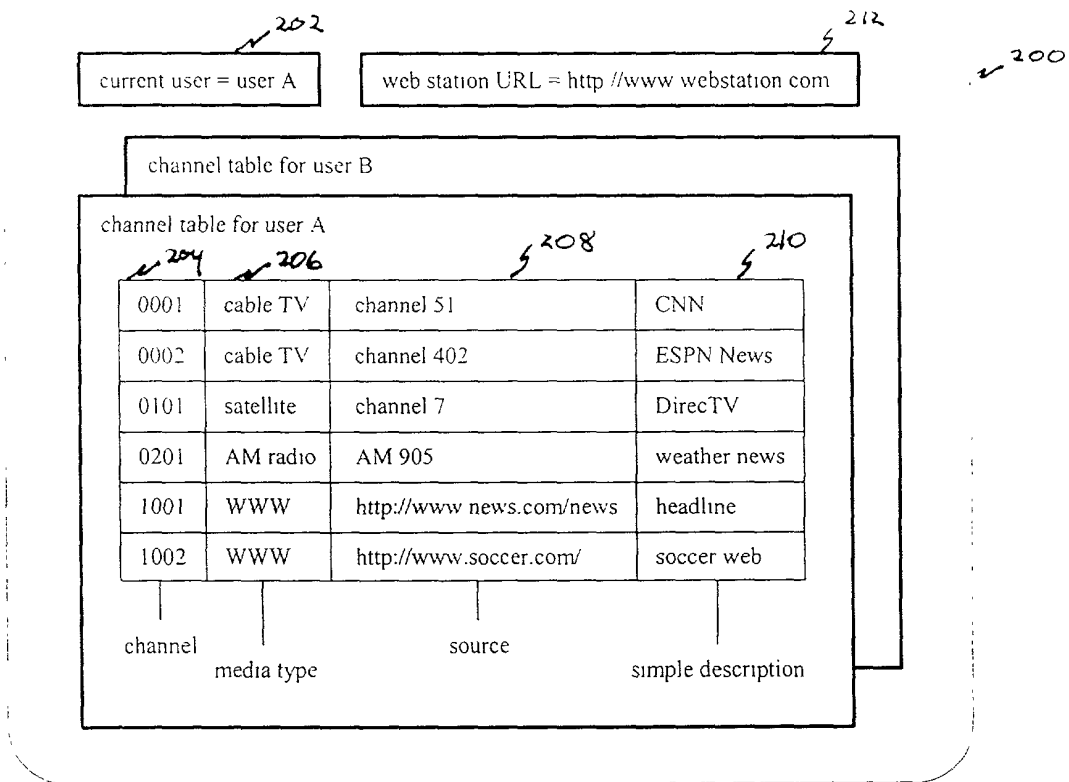 202
212
200
current user = user A
web station URL = http //www webstation com
channel table for user B
channel table for user A
204 206 208 210
0001 cable TV channel 51 CNN
0002 cable TV channel 402 ESPN News
0101 satellite channel 7 DirecTV
0201 AM radio AM 905 weather news
1001 WWW http://www news.com/news headline
1002 WWW http://www.soccer.com/ soccer web
channel
media type
source
simple description